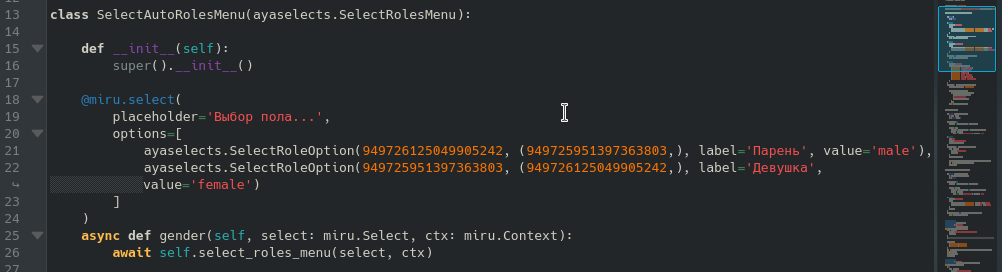 13 class SelectAutoRolesMenu(ayaselects.SelectRolesMenu):
14
15     def __init__(self):
16         super().__init__()
17
18     @miru.select(
19         placeholder='Выбор пола...',
20         options=[
21             ayaselects.SelectRoleOption(949726125049905242, (949725951397363803,), label='Парень', value='male'),
22             ayaselects.SelectRoleOption(949725951397363803, (949726125049905242,), label='Девушка',
            value='female')
23         ]
24     )
25     async def gender(self, select: miru.Select, ctx: miru.Context):
26         await self.select_roles_menu(select, ctx)
27